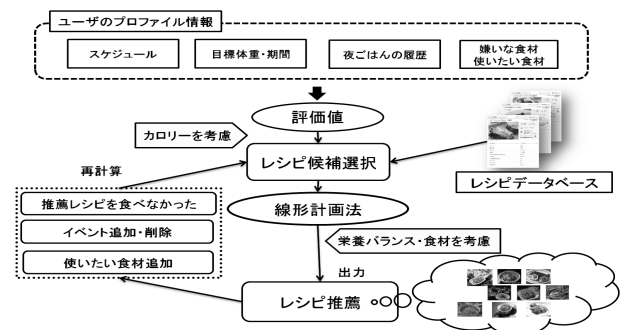 ユーザのプロファイル情報
スケジュール
目標体重・期間
夜ごはんの履歴
嫌いな食材
使いたい食材
評価値
カロリーを考慮
レシピ候補選択
レシピデータベース
再計算
推薦レシピを食べなかった
イベント追加・削除
使いたい食材追加
線形計画法
栄養バランス・食材を考慮
出力
レシピ推薦